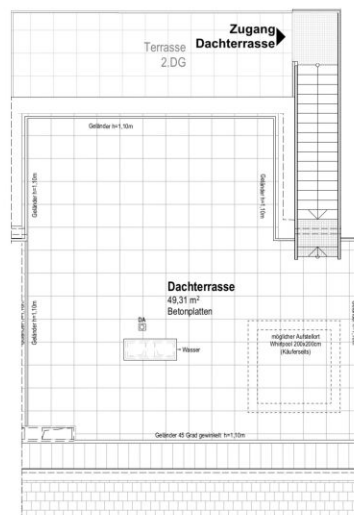 Zugang
Dachterrasse
Terrasse
2.DG
Geländer h=1,10m
Geländer h=1,10m
Geländer h=1,10m
Dachterrasse
49,31 m²
Betonplatten
Geländer h=1,10m
DA
Wasser
möglicher Aufstellort
Whirlpool 200x200cm
(Käuferseits)
Geländer 45 Grad gewinkelt h=1,10m